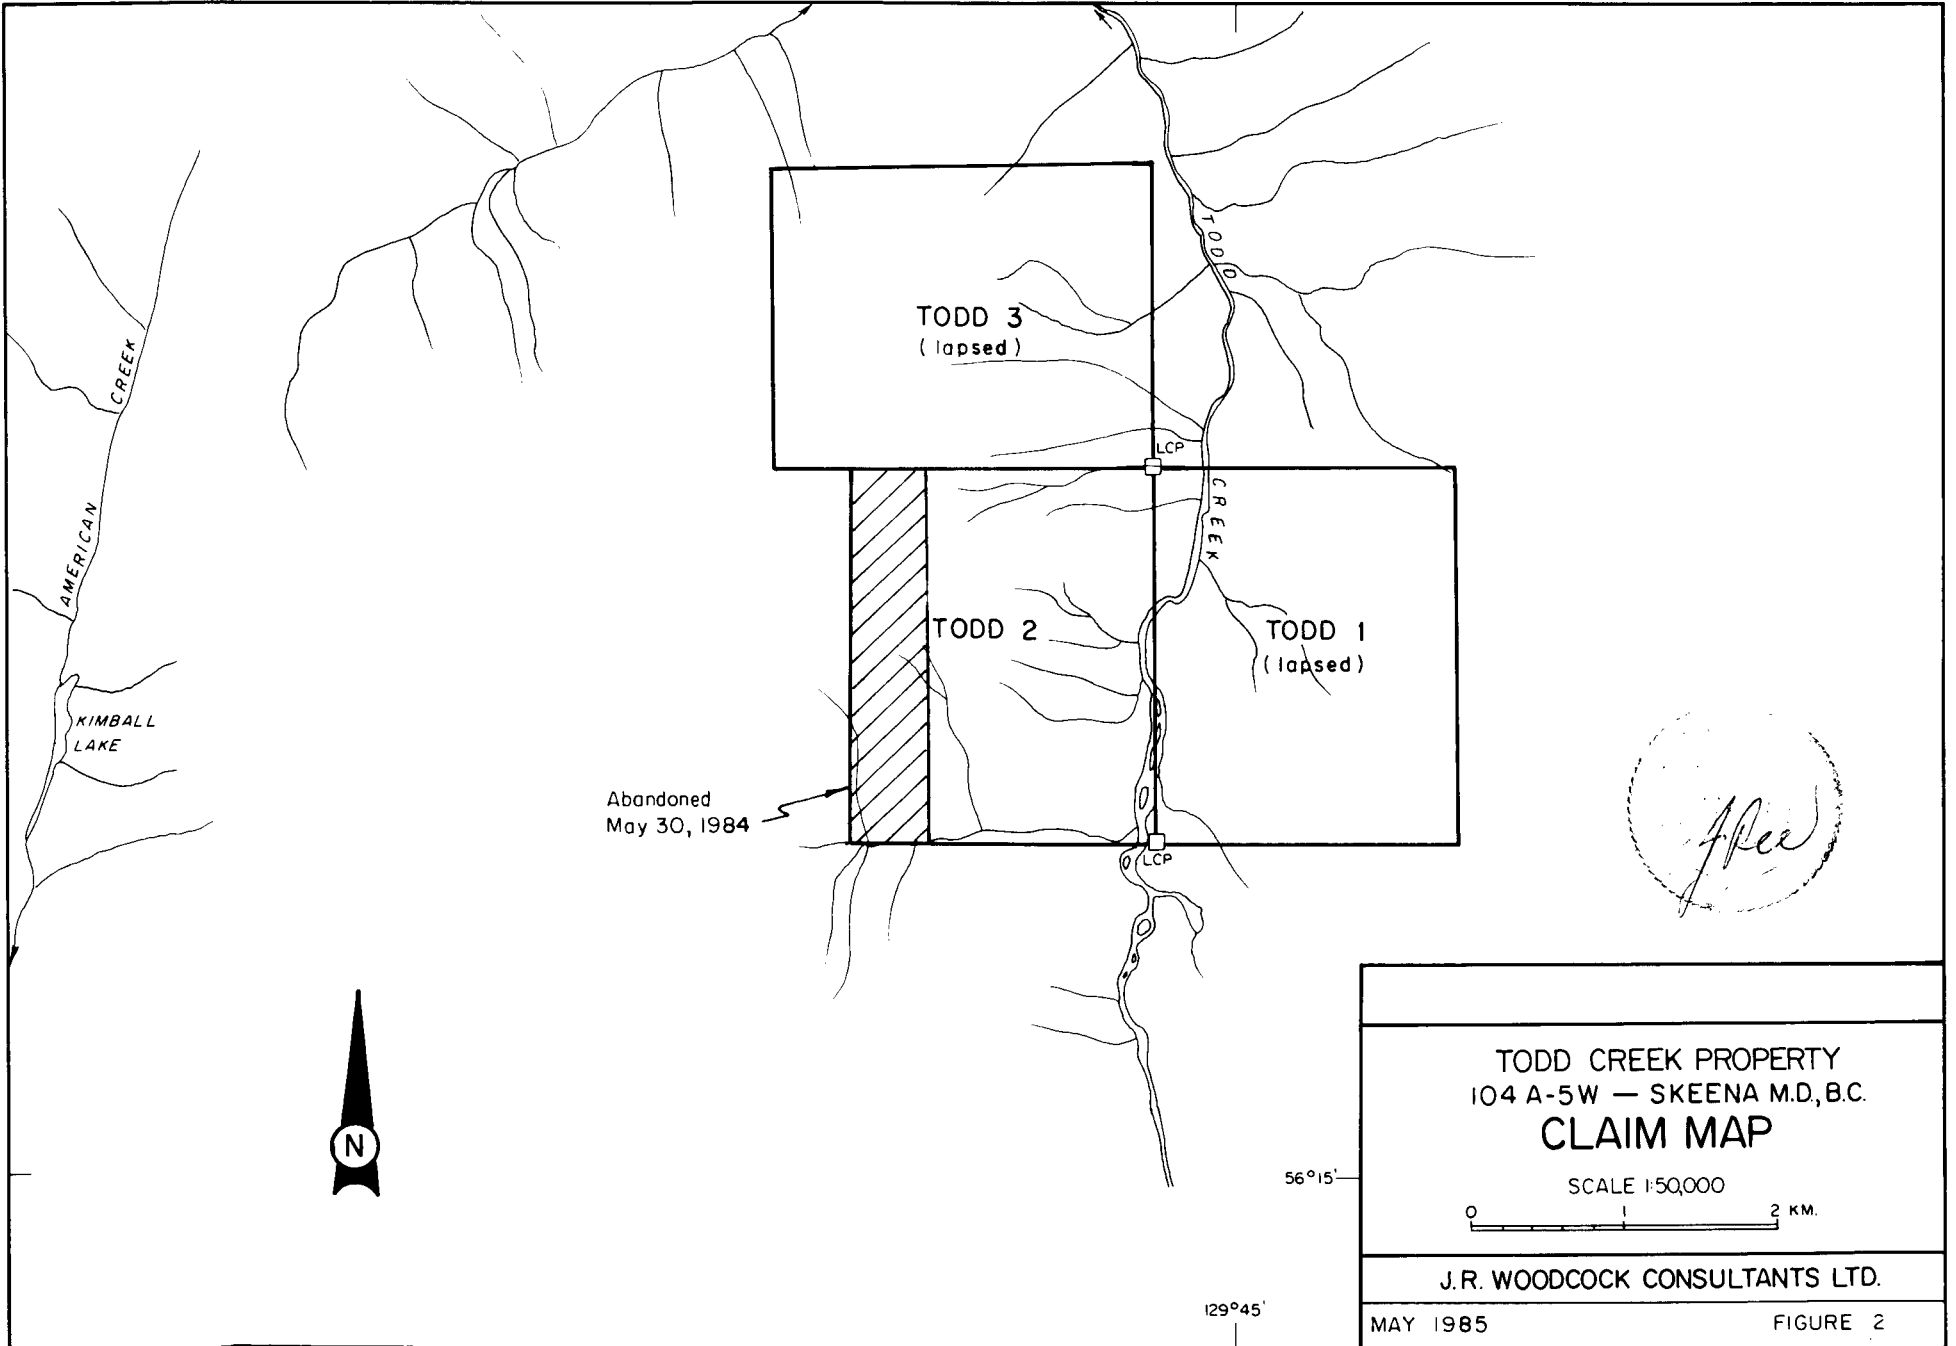 TODD
TODD 3
( lapsed )
CREEK
LCP
CREEK
AMERICAN
TODD 2
TODD 1
( lapsed )
KIMBALL
LAKE
Abandoned
May 30, 1984
LCP
N
TODD CREEK PROPERTY
104 A-5W — SKEENA M.D., B.C.
CLAIM MAP
SCALE 1:50,000
0 1 2 KM.
56°15'
J.R. WOODCOCK CONSULTANTS LTD.
129°45'
MAY 1985 FIGURE 2